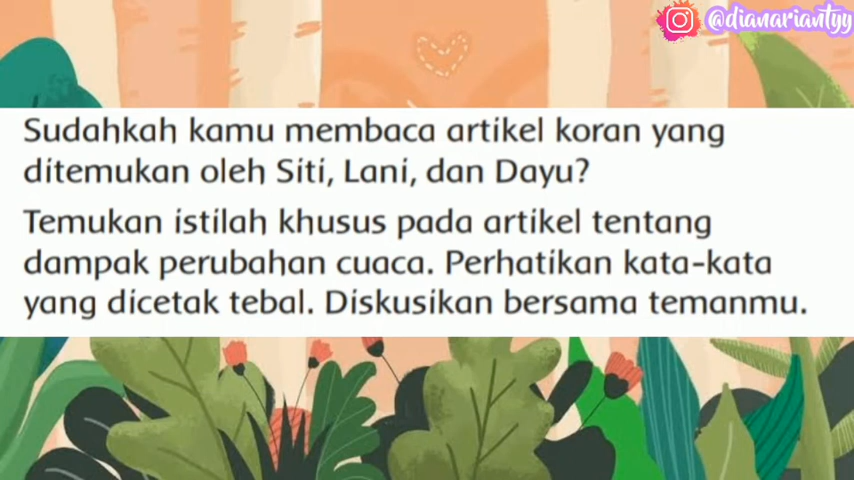 @dianariantyy
Sudahkah kamu membaca artikel koran yang
ditemukan oleh Siti, Lani, dan Dayu?
Temukan istilah khusus pada artikel tentang
dampak perubahan cuaca. Perhatikan kata-kata
yang dicetak tebal. Diskusikan bersama temanmu.